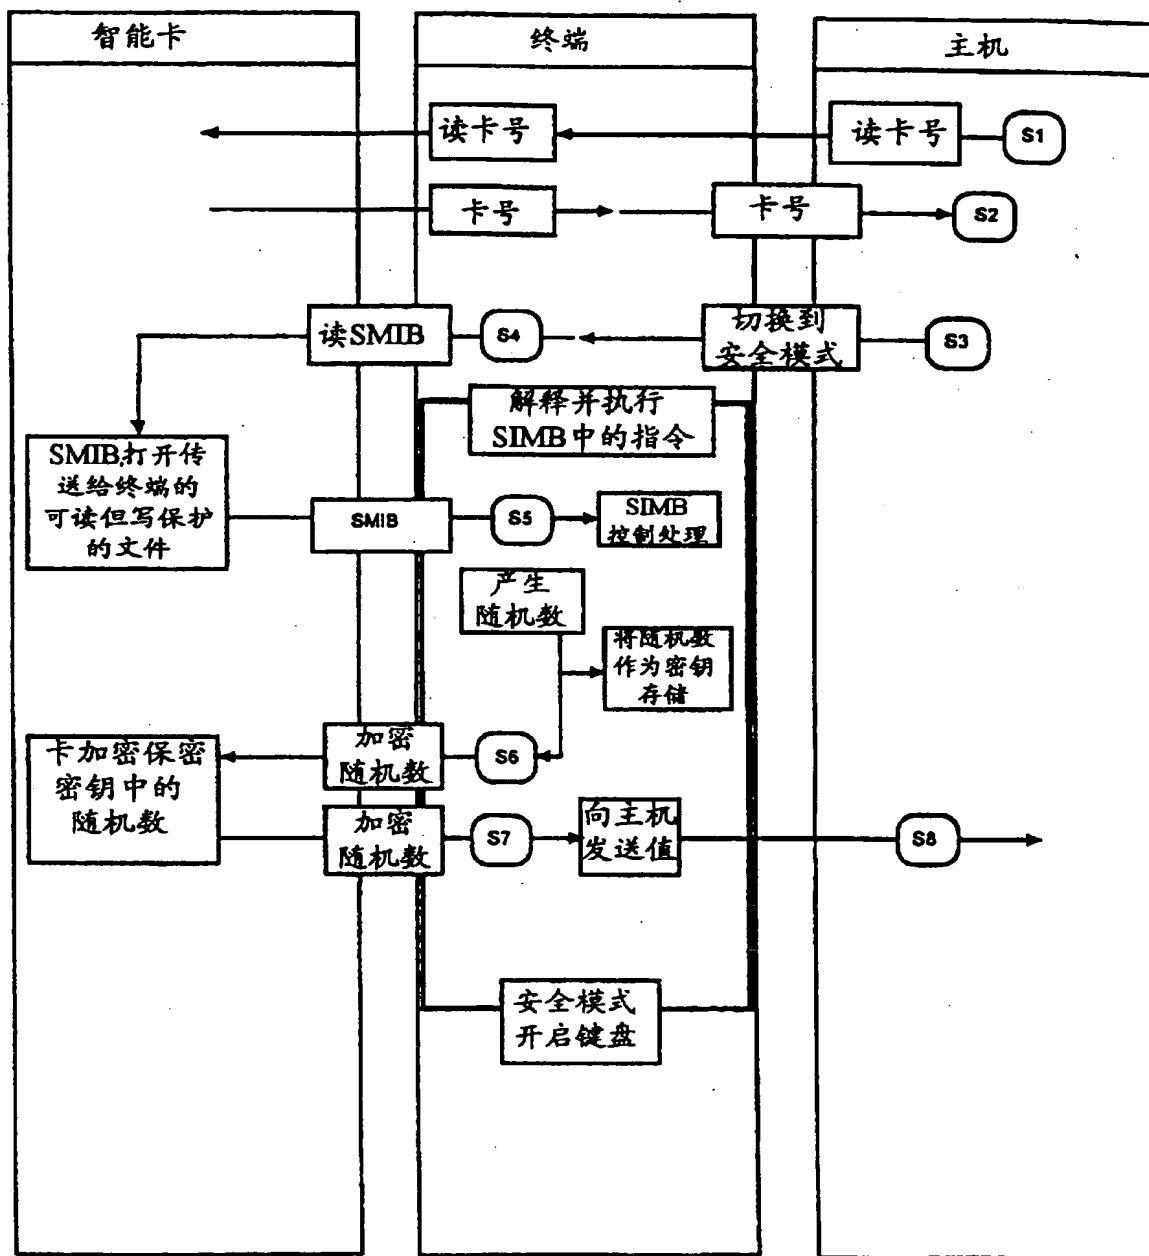 智能卡
终端
主机
读卡号
读卡号
S1
卡号
卡号
S2
读SMIB
S4
切换到
安全模式
S3
解释并执行
SIMB中的指令
SMIB,打开传
送给终端的
可读但写保护
的文件
SMIB
S5
SIMB
控制处理
产生
随机数
将随机数
作为密钥
存储
卡加密保密
密钥中的
随机数
加密
随机数
S6
加密
随机数
S7
向主机
发送值
S8
安全模式
开启键盘